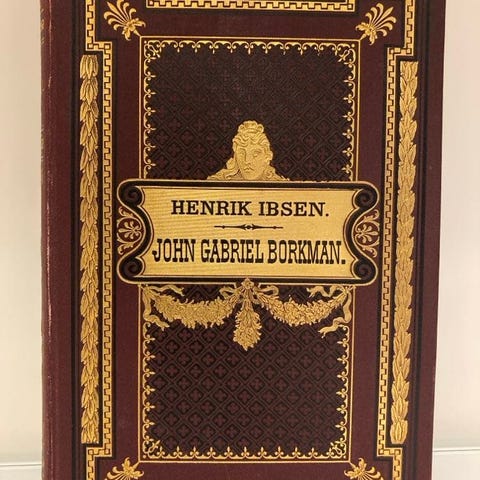 HENRIK IBSEN.
JOHN GABRIEL BORKMAN.